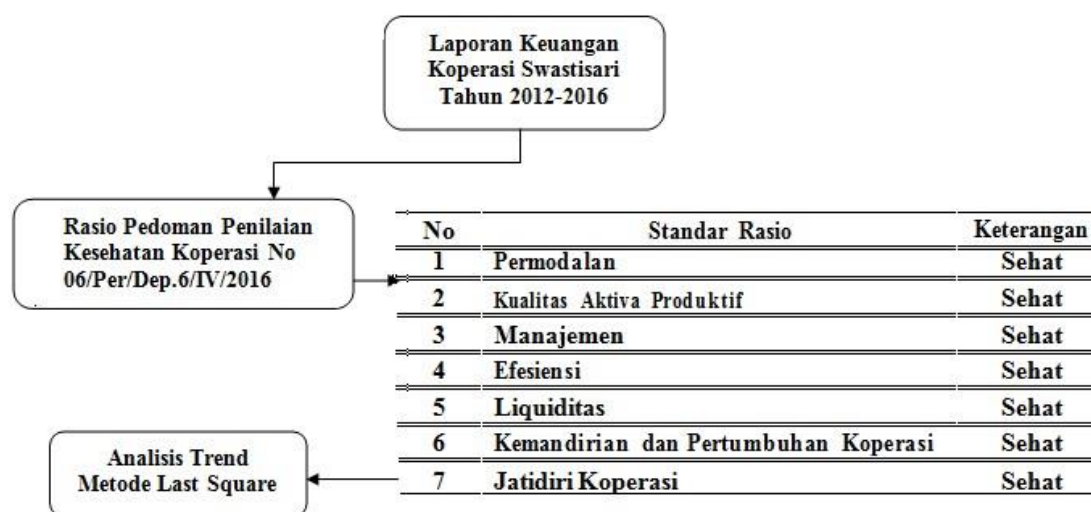 Laporan Keuangan
Koperasi Swastisari
Tahun 2012-2016
Rasio Pedoman Penilaian
Kesehatan Koperasi No
06/Per/Dep.6/IV/2016
No Standar Rasio Keterangan
1 Permodalan Sehat
2 Kualitas Aktiva Produktif Sehat
3 Manajemen Sehat
4 Efesiensi Sehat
5 Liquiditas Sehat
6 Kemandirian dan Pertumbuhan Koperasi Sehat
7 Jatidiri Koperasi Sehat
Analisis Trend
Metode Last Square